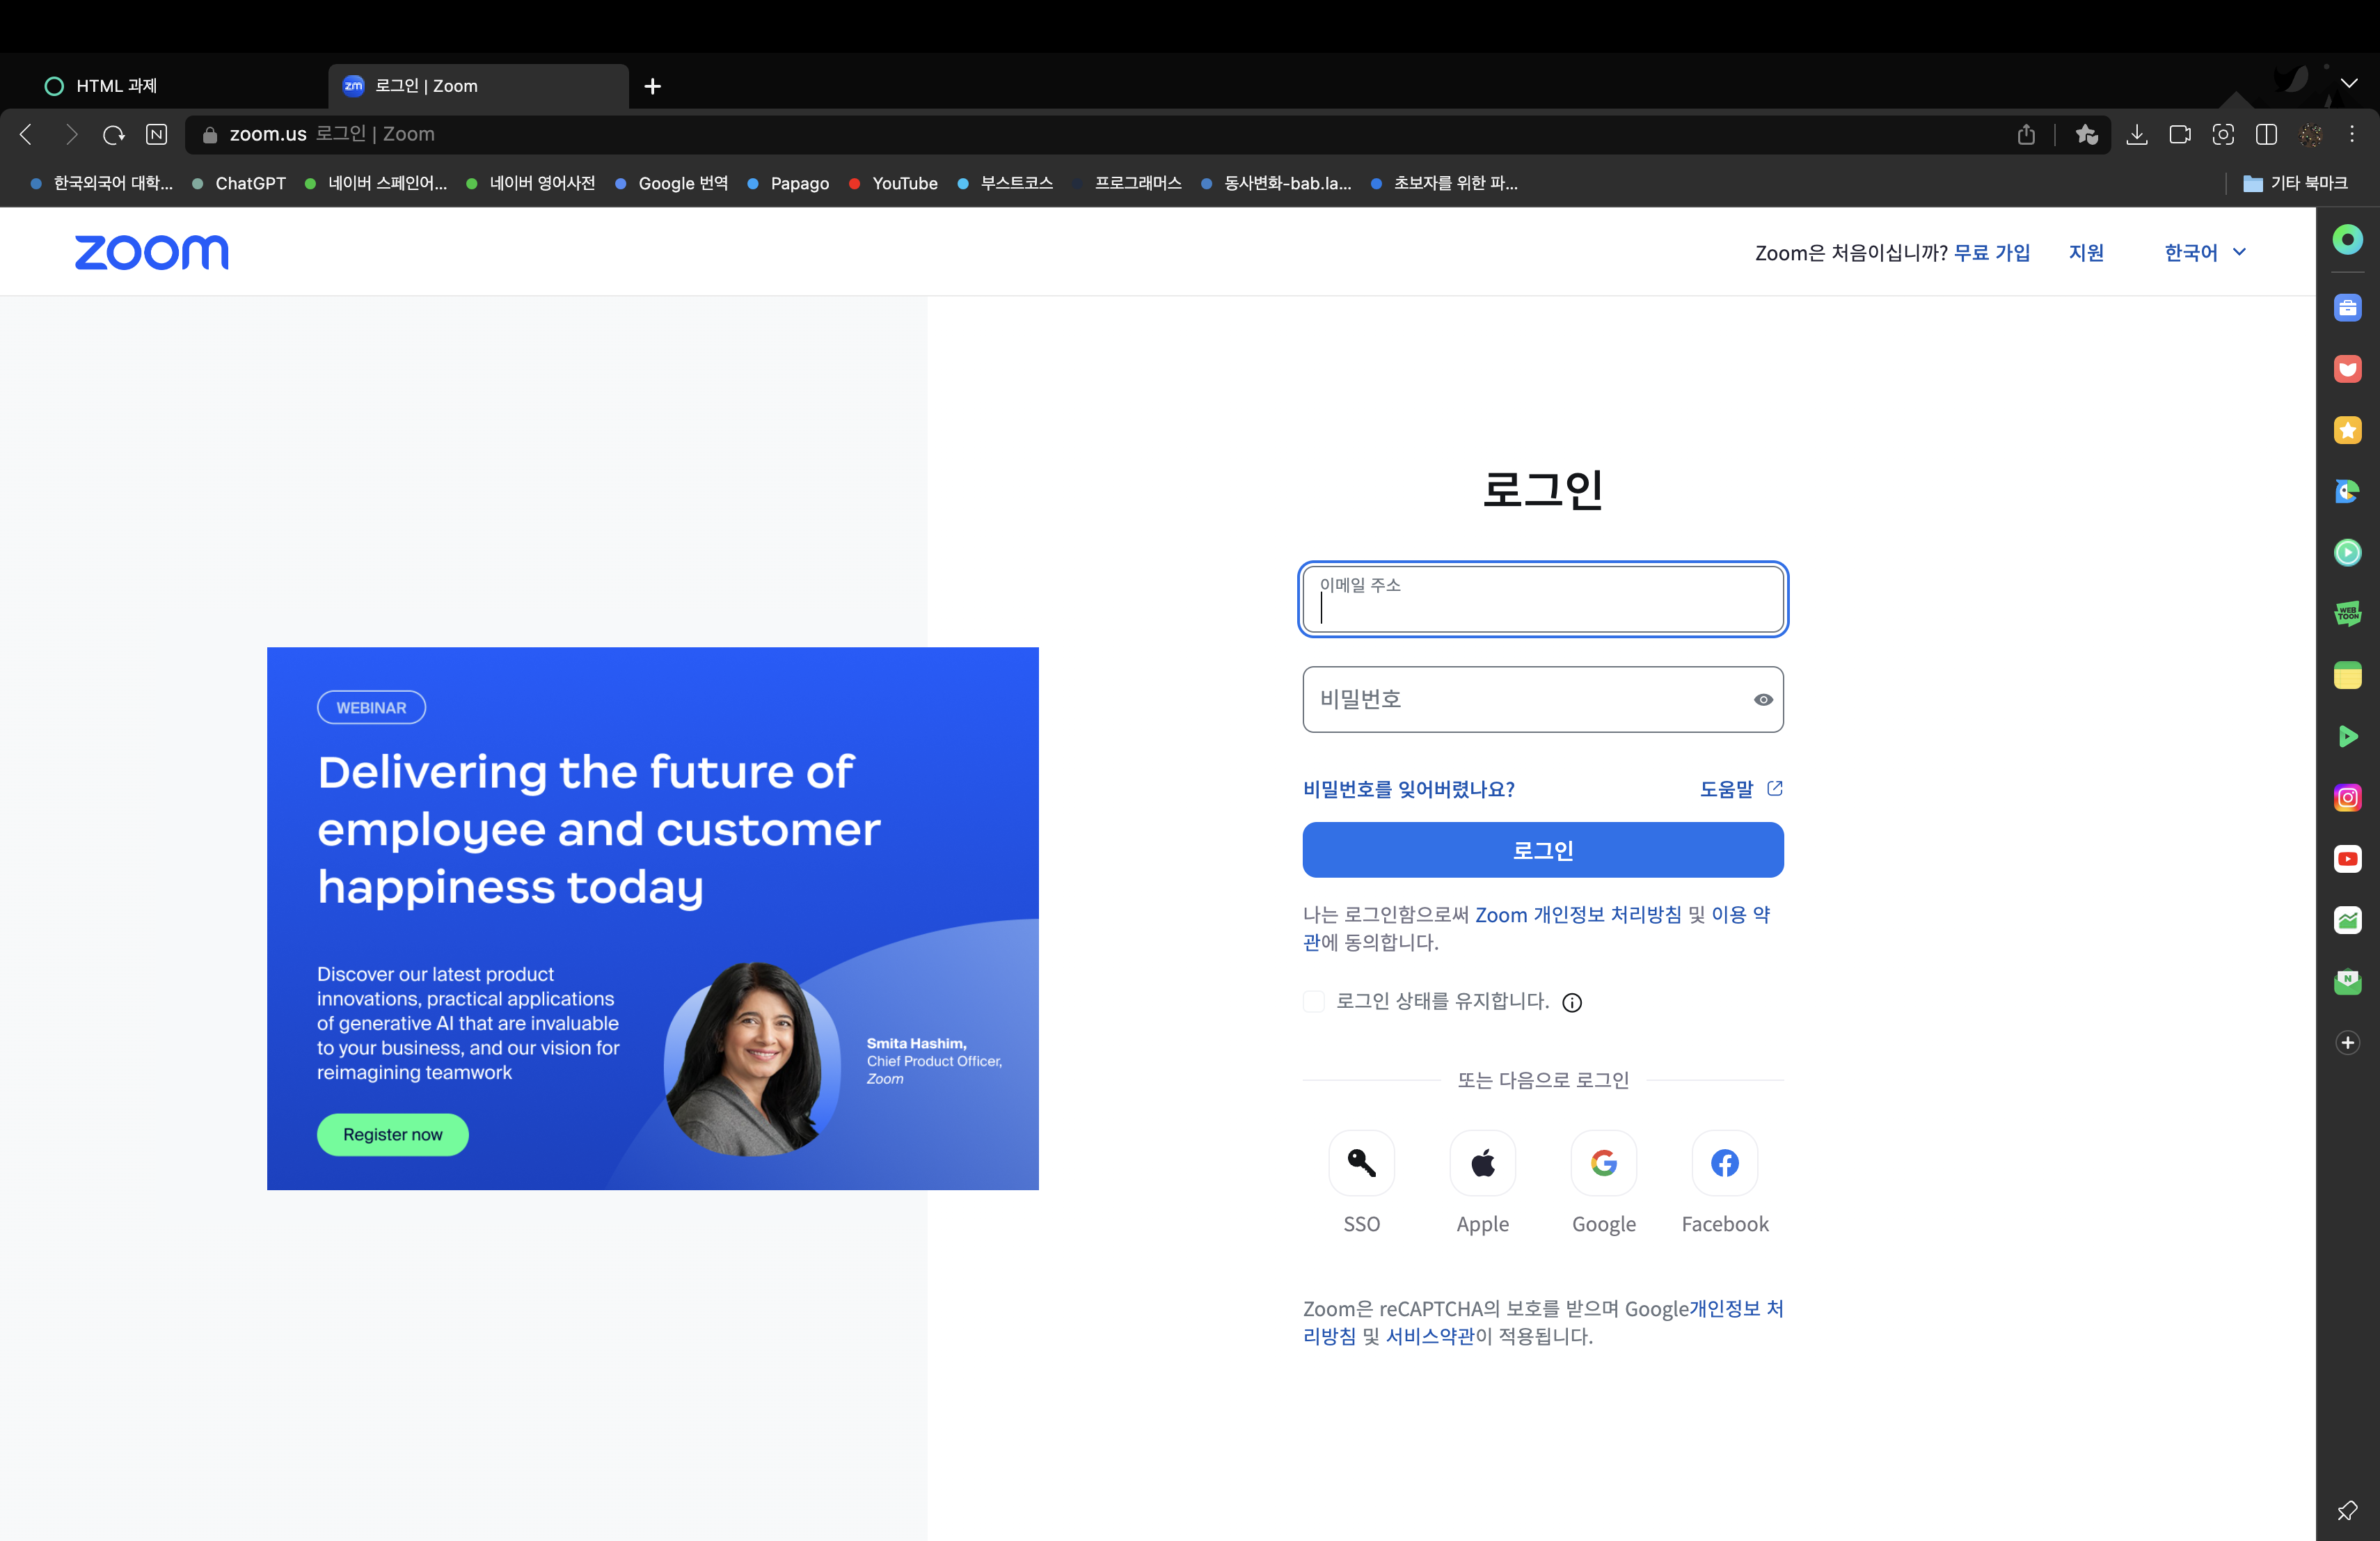 HTML 과제
zm 로그인 | Zoom
zoom.us 로그인 | Zoom
한국외국어 대학... ChatGPT 네이버 스페인어... 네이버 영어사전 Google 번역 Papago YouTube 부스트코스 프로그래머스 동사변화-bab.la... 초보자를 위한 파... 기타 북마크
zoom
Zoom은 처음이십니까? 무료 가입 지원 한국어
WEBINAR
Delivering the future of
employee and customer
happiness today
Discover our latest product
innovations, practical applications
of generative AI that are invaluable
to your business, and our vision for
reimagining teamwork
Smita Hashim,
Chief Product Officer,
Zoom
Register now
로그인
이메일 주소
비밀번호
비밀번호를 잊어버렸나요? 도움말
로그인
나는 로그인함으로써 Zoom 개인정보 처리방침 및 이용 약
관에 동의합니다.
로그인 상태를 유지합니다.
또는 다음으로 로그인
SSO Apple Google Facebook
Zoom은 reCAPTCHA의 보호를 받으며 Google개인정보 처
리방침 및 서비스약관이 적용됩니다.
WEB
TOON
N